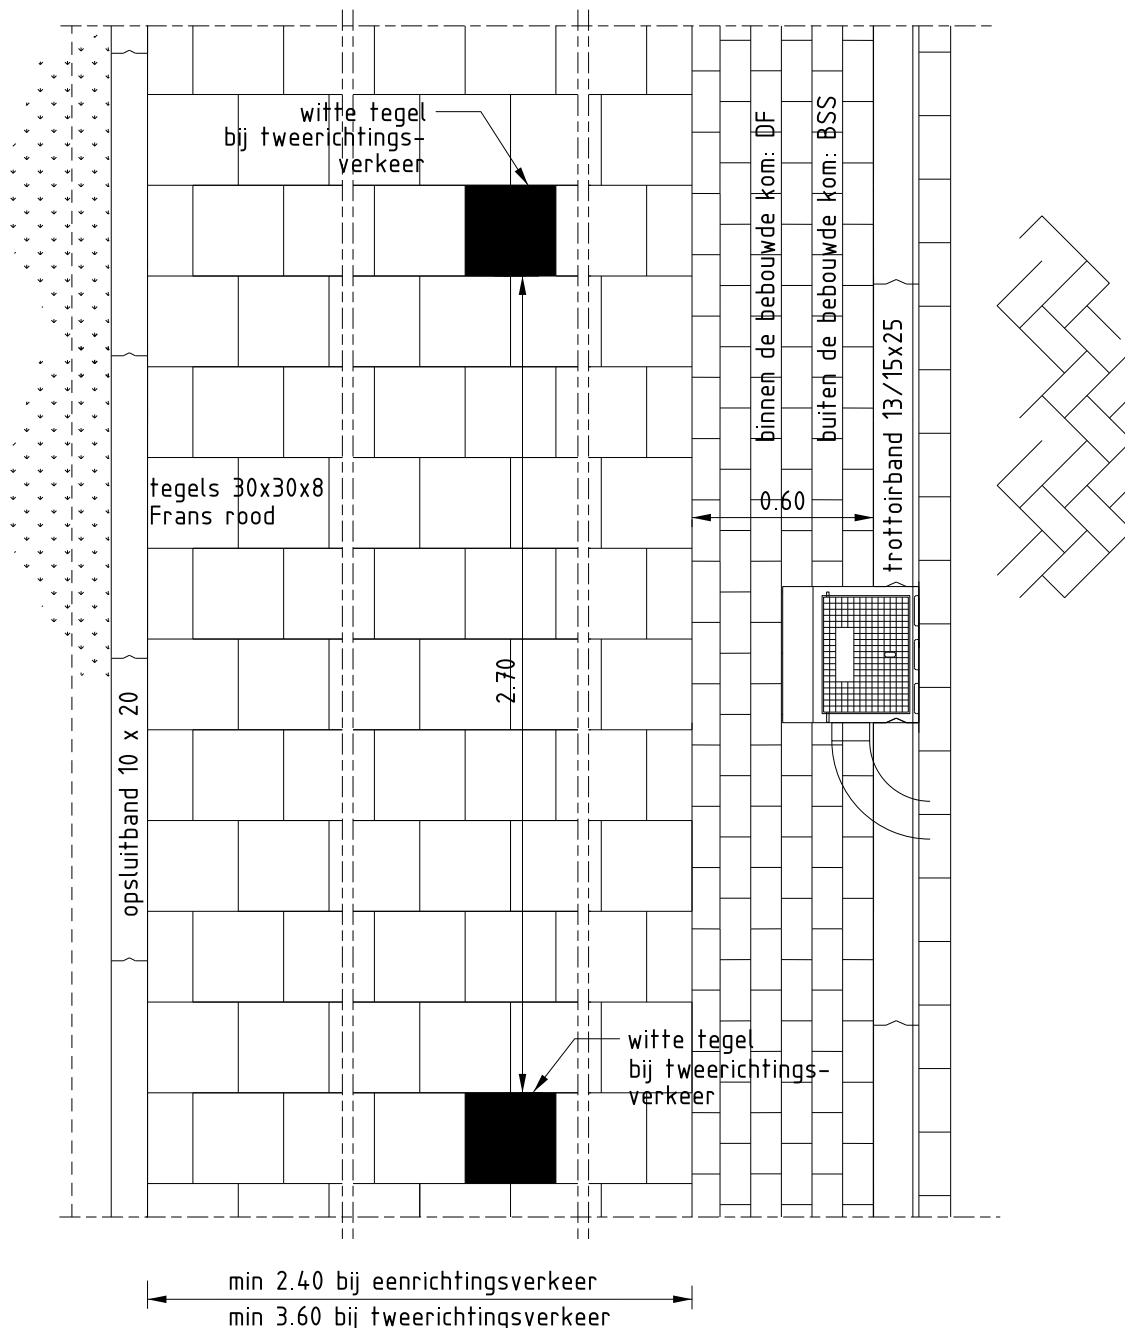 witte tegel
bij tweerichtings-
verkeer
binnen de bebouwde kom: DF
buiten de bebouwde kom: BSS
trottoirband 13/15x25
tegels 30x30x8
Frans rood
0.60
2.70
opsluitband 10 x 20
witte tegel
bij tweerichtings-
verkeer
min 2.40 bij eenrichtingsverkeer
min 3.60 bij tweerichtingsverkeer